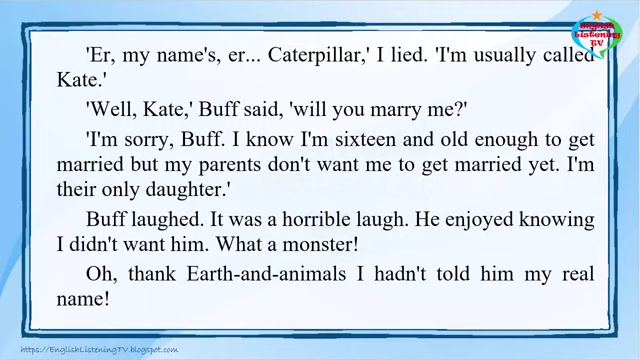 English
Listening
TV
'Er, my name's, er... Caterpillar,' I lied. 'I'm usually called
Kate.'
'Well, Kate,' Buff said, 'will you marry me?'
'I'm sorry, Buff. I know I'm sixteen and old enough to get
married but my parents don't want me to get married yet. I'm
their only daughter.'
Buff laughed. It was a horrible laugh. He enjoyed knowing
I didn't want him. What a monster!
Oh, thank Earth-and-animals I hadn't told him my real
name!
https://EnglishListeningTV.blogspot.com